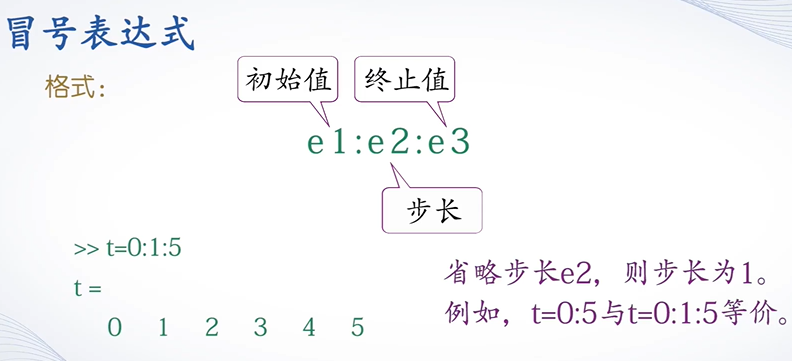 冒号表达式
格式：
初始值 终止值
e1:e2:e3
步长
>> t=0:1:5
t =
0 1 2 3 4 5
省略步长e2，则步长为1。
例如，t=0:5与t=0:1:5等价。